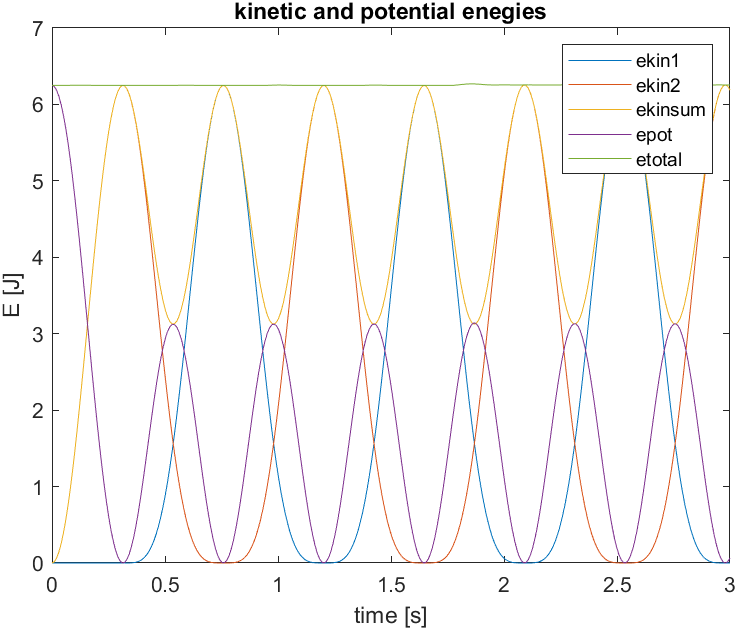 kinetic and potential enegies
7
6
5
4
3
2
1
0
E [J]
ekin1
ekin2
ekinsum
epot
etotal
0
0.5
1
1.5
2
2.5
3
time [s]